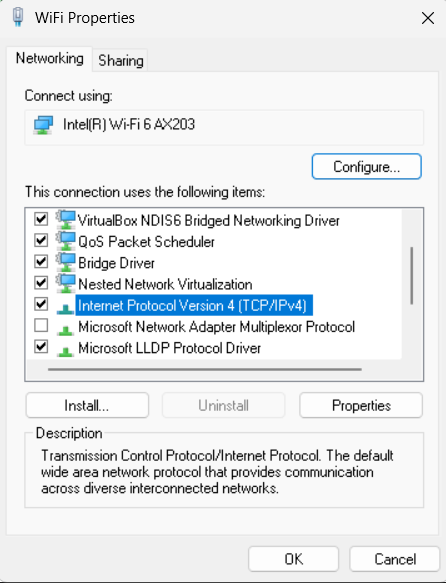 WiFi Properties
Networking
Sharing
Connect using:
Intel(R) Wi-Fi 6 AX203
Configure...
This connection uses the following items:
VirtualBox NDIS6 Bridged Networking Driver
QoS Packet Scheduler
Bridge Driver
Nested Network Virtualization
Internet Protocol Version 4 (TCP/IPv4)
Microsoft Network Adapter Multiplexor Protocol
Microsoft LLDP Protocol Driver
Install...
Uninstall
Properties
Description
Transmission Control Protocol/Internet Protocol. The default
wide area network protocol that provides communication
across diverse interconnected networks.
OK
Cancel